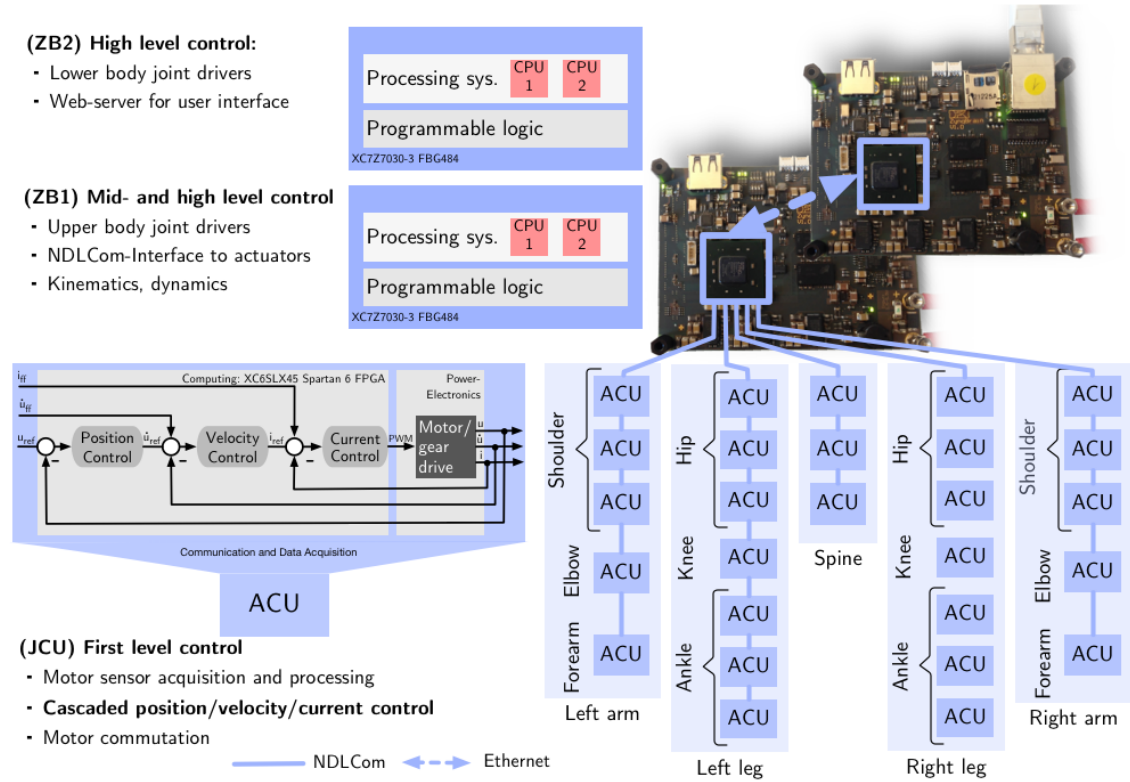 (ZB2) High level control:
- Lower body joint drivers
- Web-server for user interface
Processing sys.
CPU
1
CPU
2
Programmable logic
XC7Z7030-3 FBG484
(ZB1) Mid- and high level control
- Upper body joint drivers
- NDLCom-Interface to actuators
- Kinematics, dynamics
Processing sys.
CPU
1
CPU
2
Programmable logic
XC7Z7030-3 FBG484
iff
Computing: XC6SLX45 Spartan 6 FPGA
Power-
Electronics
u̇ff
uref
Position
Control
u̇ref
Velocity
Control
iref
Current
Control
PWM
Motor/
gear
drive
u
u̇
i
Communication and Data Acquisition
ACU
(JCU) First level control
- Motor sensor acquisition and processing
- Cascaded position/velocity/current control
- Motor commutation
NDLCom
Ethernet
Shoulder
ACU
ACU
ACU
Elbow
ACU
Forearm
ACU
Left arm
Hip
ACU
ACU
ACU
Knee
ACU
Ankle
ACU
ACU
ACU
Left leg
ACU
ACU
ACU
Spine
Hip
ACU
ACU
ACU
Knee
ACU
Ankle
ACU
ACU
ACU
Right leg
Shoulder
ACU
ACU
ACU
Elbow
ACU
Forearm
ACU
Right arm